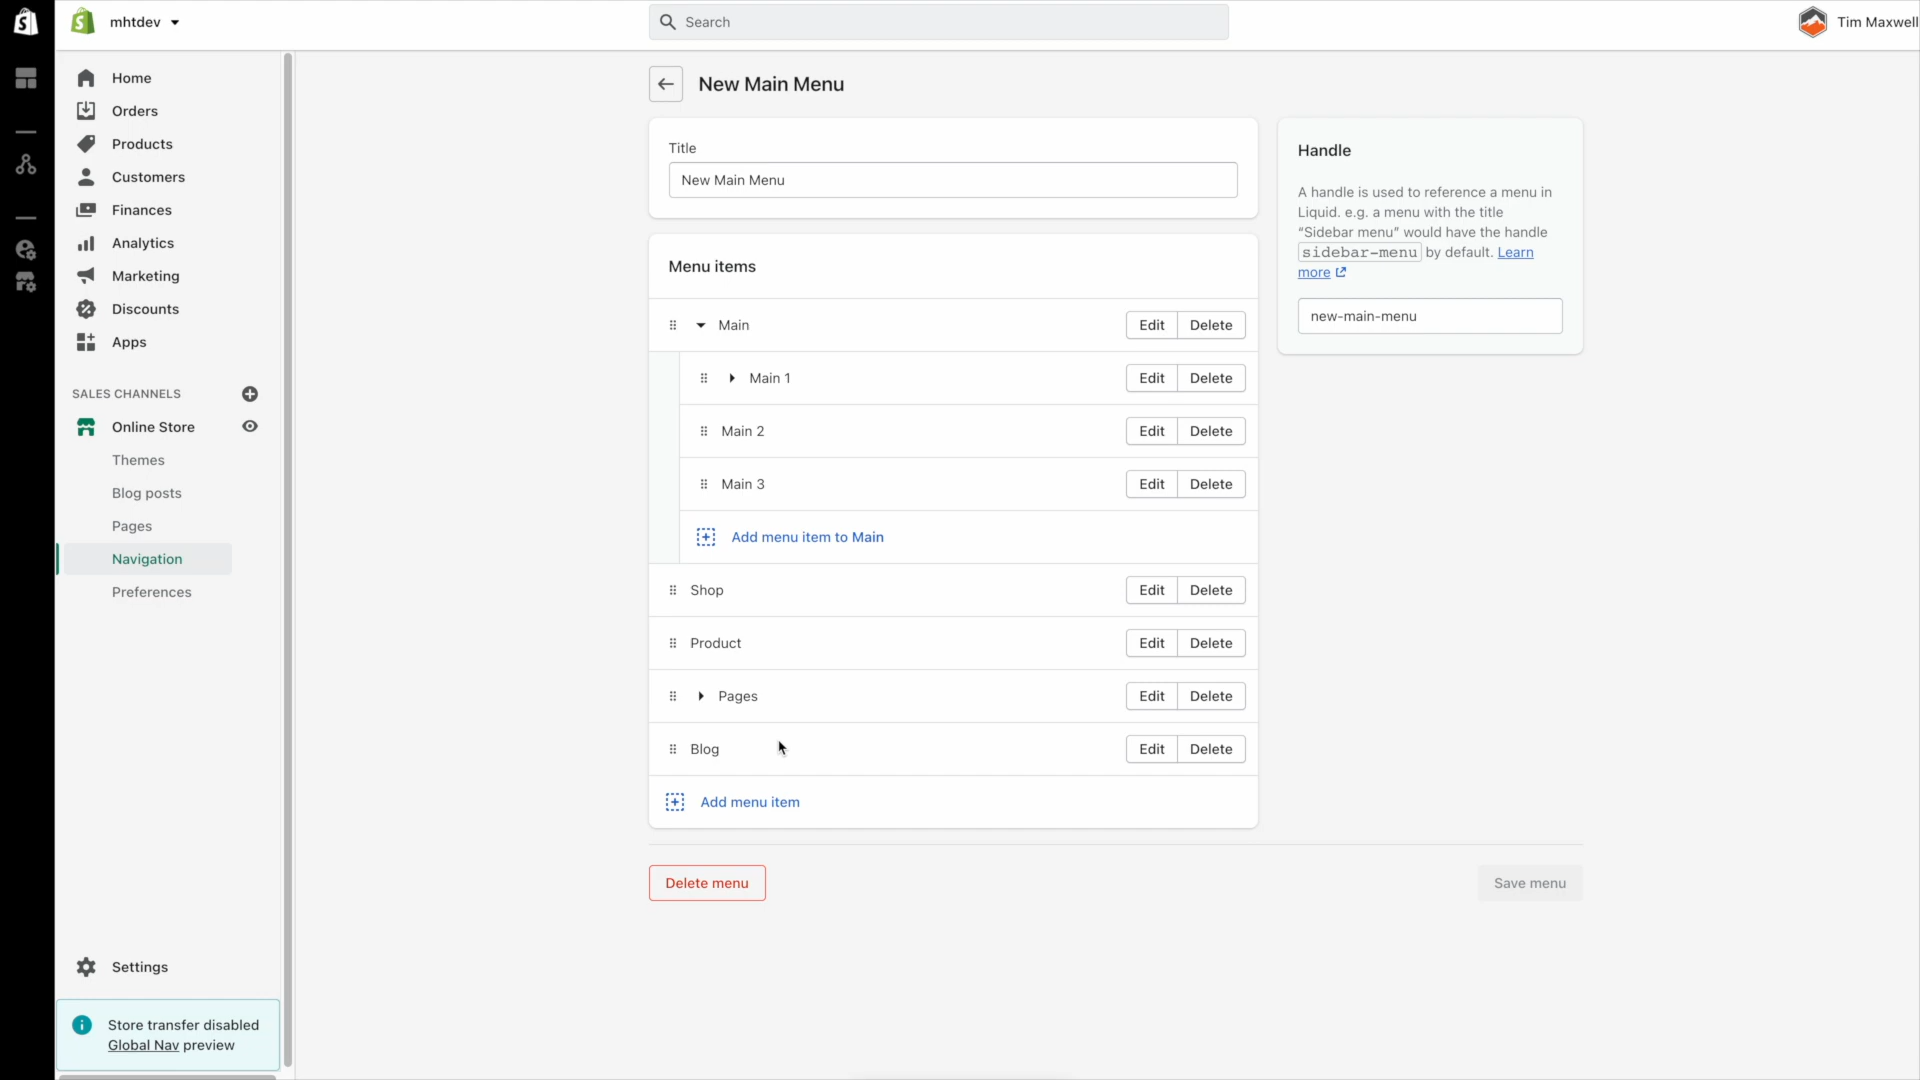 mhtdev
Search
Tim Maxwell
Home
Orders
Products
Customers
Finances
Analytics
Marketing
Discounts
Apps
SALES CHANNELS
Online Store
Themes
Blog posts
Pages
Navigation
Preferences
Settings
Store transfer disabled
Global Nav preview
New Main Menu
Title
New Main Menu
Menu items
Main Edit Delete
Main 1 Edit Delete
Main 2 Edit Delete
Main 3 Edit Delete
Add menu item to Main
Shop Edit Delete
Product Edit Delete
Pages Edit Delete
Blog Edit Delete
Add menu item
Delete menu
Save menu
Handle
A handle is used to reference a menu in
Liquid. e.g. a menu with the title
“Sidebar menu” would have the handle
sidebar-menu by default. Learn
more
new-main-menu